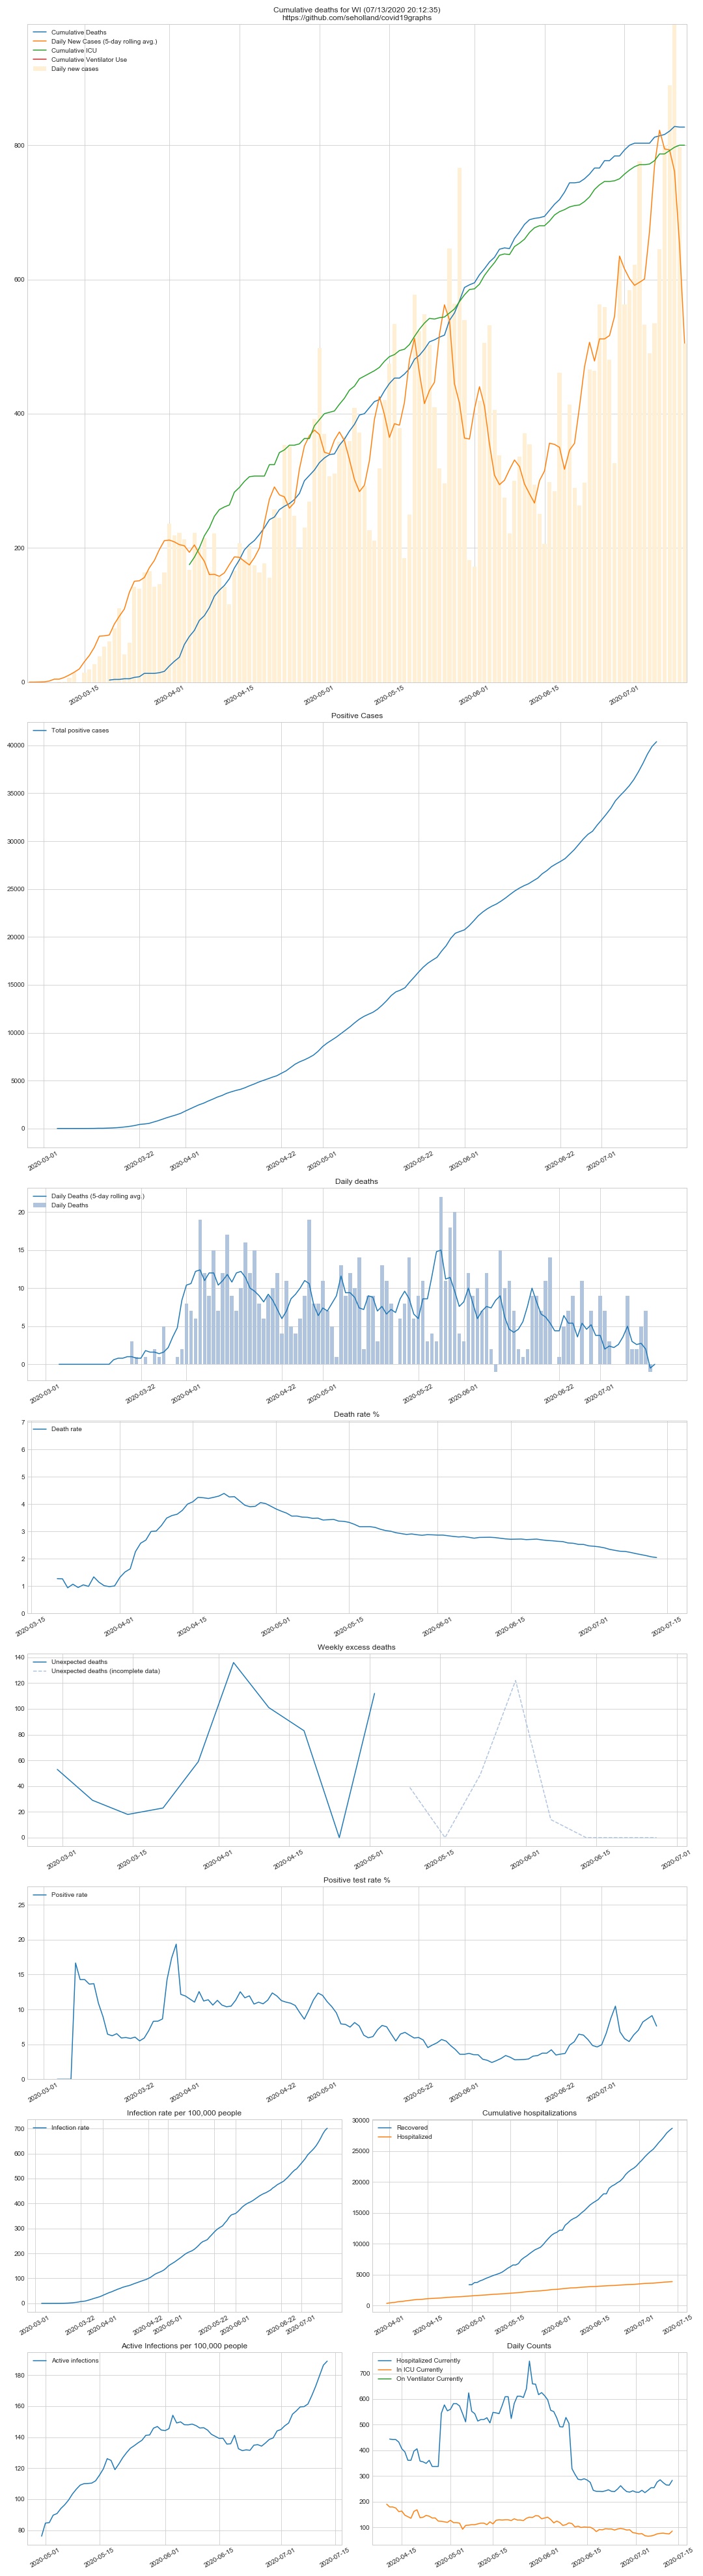 Cumulative deaths for WI (07/13/2020 20:12:35)
https://github.com/seholland/covid19graphs
Cumulative Deaths
Daily New Cases (5-day rolling avg.)
Cumulative ICU
Cumulative Ventilator Use
Daily new cases
800
600
400
200
0
2020-03-15 2020-04-01 2020-04-15 2020-05-01 2020-05-15 2020-06-01 2020-06-15 2020-07-01
Positive Cases
Total positive cases
40000
35000
30000
25000
20000
15000
10000
5000
0
2020-03-01 2020-03-22 2020-04-01 2020-04-22 2020-05-01 2020-05-22 2020-06-01 2020-06-22 2020-07-01
Daily deaths
Daily Deaths (5-day rolling avg.)
Daily Deaths
20
15
10
5
0
2020-03-01 2020-03-22 2020-04-01 2020-04-22 2020-05-01 2020-05-22 2020-06-01 2020-06-22 2020-07-01
Death rate %
Death rate
7
6
5
4
3
2
1
0
2020-03-15 2020-04-01 2020-04-15 2020-05-01 2020-05-15 2020-06-01 2020-06-15 2020-07-01 2020-07-15
Weekly excess deaths
Unexpected deaths
Unexpected deaths (incomplete data)
140
120
100
80
60
40
20
0
2020-03-01 2020-03-15 2020-04-01 2020-04-15 2020-05-01 2020-05-15 2020-06-01 2020-06-15 2020-07-01
Positive test rate %
Positive rate
25
20
15
10
5
0
2020-03-01 2020-03-22 2020-04-01 2020-04-22 2020-05-01 2020-05-22 2020-06-01 2020-06-22 2020-07-01
Infection rate per 100,000 people
Infection rate
700
600
500
400
300
200
100
0
2020-03-01 2020-03-22 2020-04-01 2020-04-22 2020-05-01 2020-05-22 2020-06-01 2020-06-22 2020-07-01
Cumulative hospitalizations
Recovered
Hospitalized
30000
25000
20000
15000
10000
5000
0
2020-04-01 2020-04-15 2020-05-01 2020-05-15 2020-06-01 2020-06-15 2020-07-01 2020-07-15
Active Infections per 100,000 people
Active infections
180
160
140
120
100
80
2020-05-01 2020-05-15 2020-06-01 2020-06-15 2020-07-01 2020-07-15
Daily Counts
Hospitalized Currently
In ICU Currently
On Ventilator Currently
700
600
500
400
300
200
100
2020-04-15 2020-05-01 2020-05-15 2020-06-01 2020-06-15 2020-07-01 2020-07-15